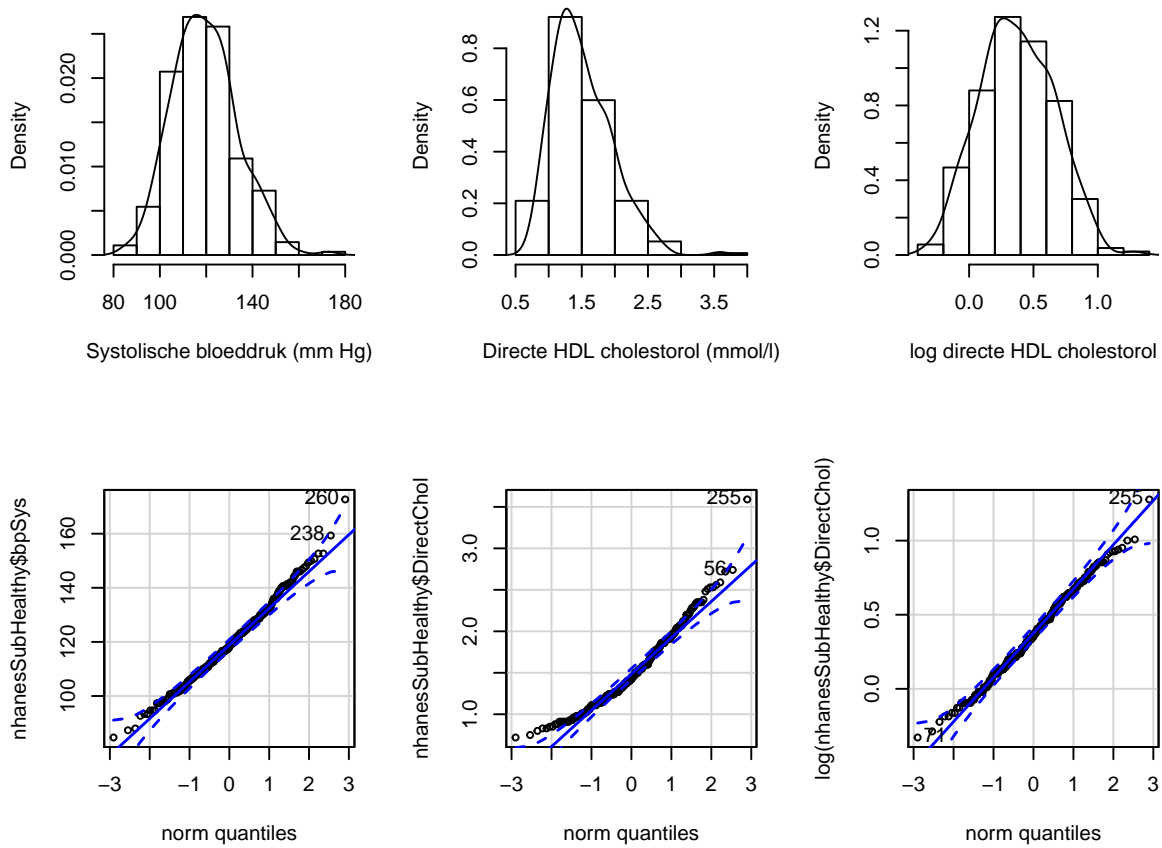 Density
0.000 0.010 0.020
80 100 140 180
Systolische bloeddruk (mm Hg)
Density
0.0 0.2 0.4 0.6 0.8
0.5 1.5 2.5 3.5
Directe HDL cholestorol (mmol/l)
Density
0.0 0.4 0.8 1.2
0.0 0.5 1.0
log directe HDL cholestorol
nhanesSubHealthy$bpSys
100 120 140 160
260
238
−3 −2 −1 0 1 2 3
norm quantiles
nhanesSubHealthy$DirectChol
1.0 2.0 3.0
255
56
−3 −2 −1 0 1 2 3
norm quantiles
log(nhanesSubHealthy$DirectChol)
0.0 0.5 1.0
255
71
−3 −2 −1 0 1 2 3
norm quantiles